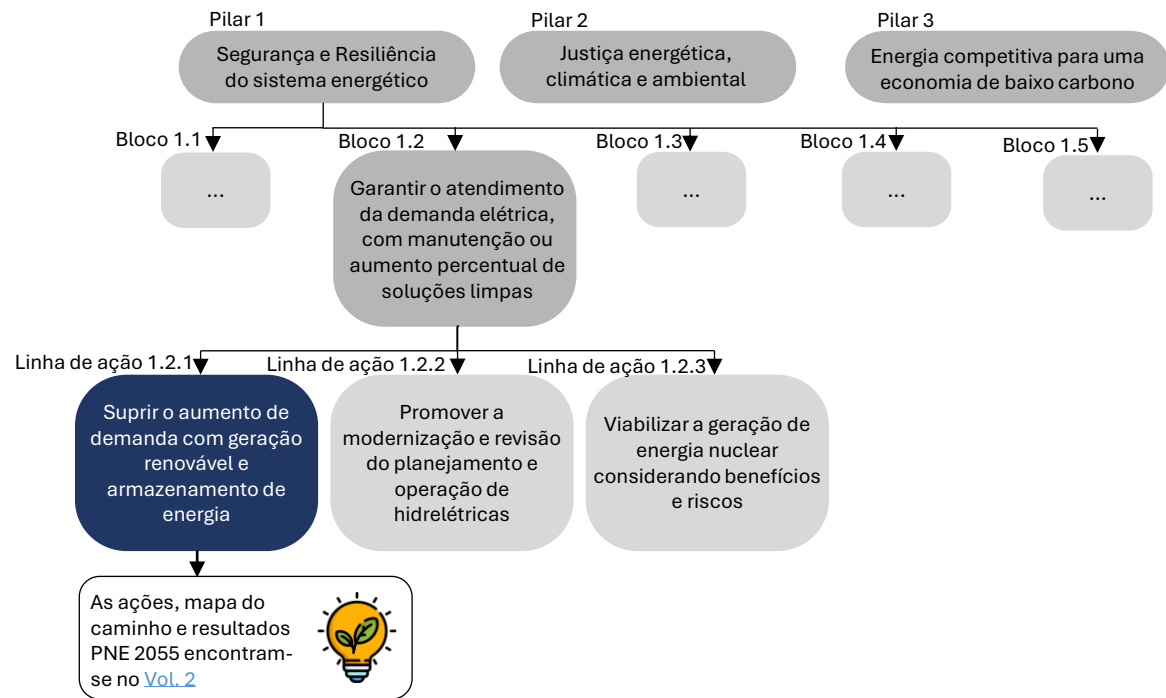 Pilar 1
Segurança e Resiliência
do sistema energético
Pilar 2
Justiça energética,
climática e ambiental
Pilar 3
Energia competitiva para uma
economia de baixo carbono
Bloco 1.1
...
Bloco 1.2
Garantir o atendimento
da demanda elétrica,
com manutenção ou
aumento percentual de
soluções limpas
Bloco 1.3
...
Bloco 1.4
...
Bloco 1.5
...
Linha de ação 1.2.1
Suprir o aumento de
demanda com geração
renovável e
armazenamento de
energia
Linha de ação 1.2.2
Promover a
modernização e revisão
do planejamento e
operação de
hidrelétricas
Linha de ação 1.2.3
Viabilizar a geração de
energia nuclear
considerando benefícios
e riscos
As ações, mapa do
caminho e resultados
PNE 2055 encontram-
se no Vol. 2